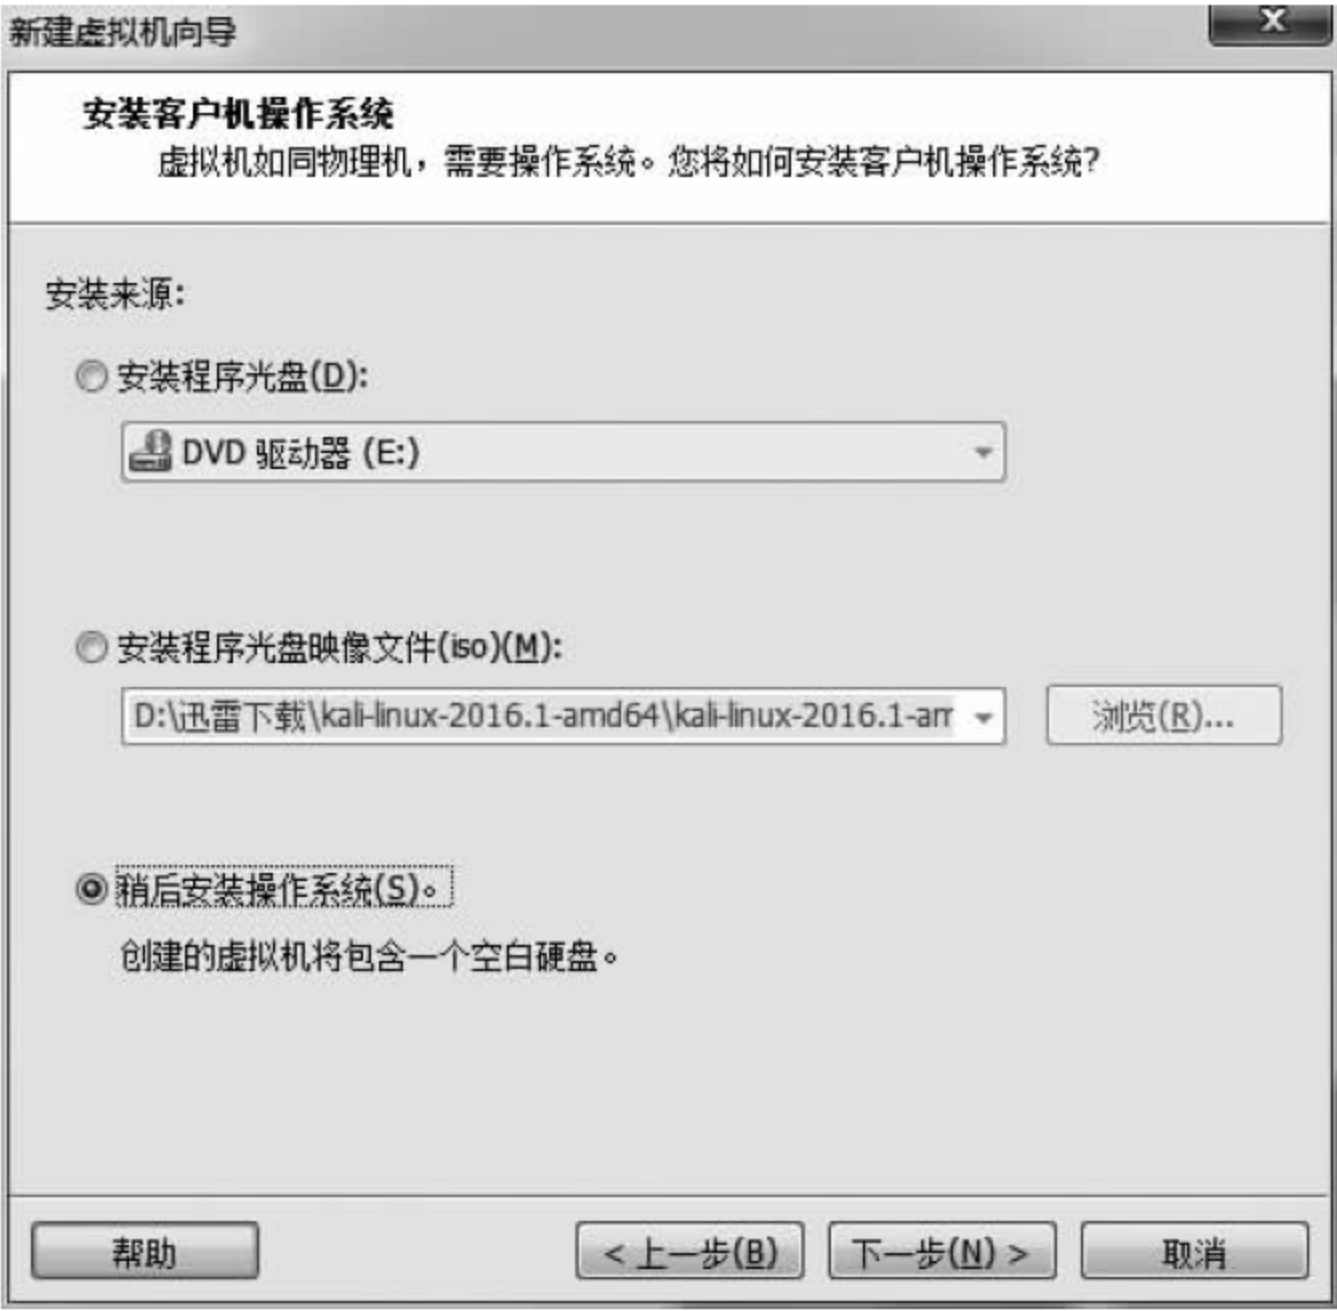 新建虚拟机向导
安装客户机操作系统
虚拟机如同物理机，需要操作系统。您将如何安装客户机操作系统?
安装来源:
安装程序光盘(D):
DVD 驱动器 (E:)
安装程序光盘映像文件(iso)(M):
D:\迅雷下载\kali-linux-2016.1-amd64\kali-linux-2016.1-am
浏览(R)...
稍后安装操作系统(S)。
创建的虚拟机将包含一个空白硬盘。
帮助
< 上一步(B)
下一步(N) >
取消